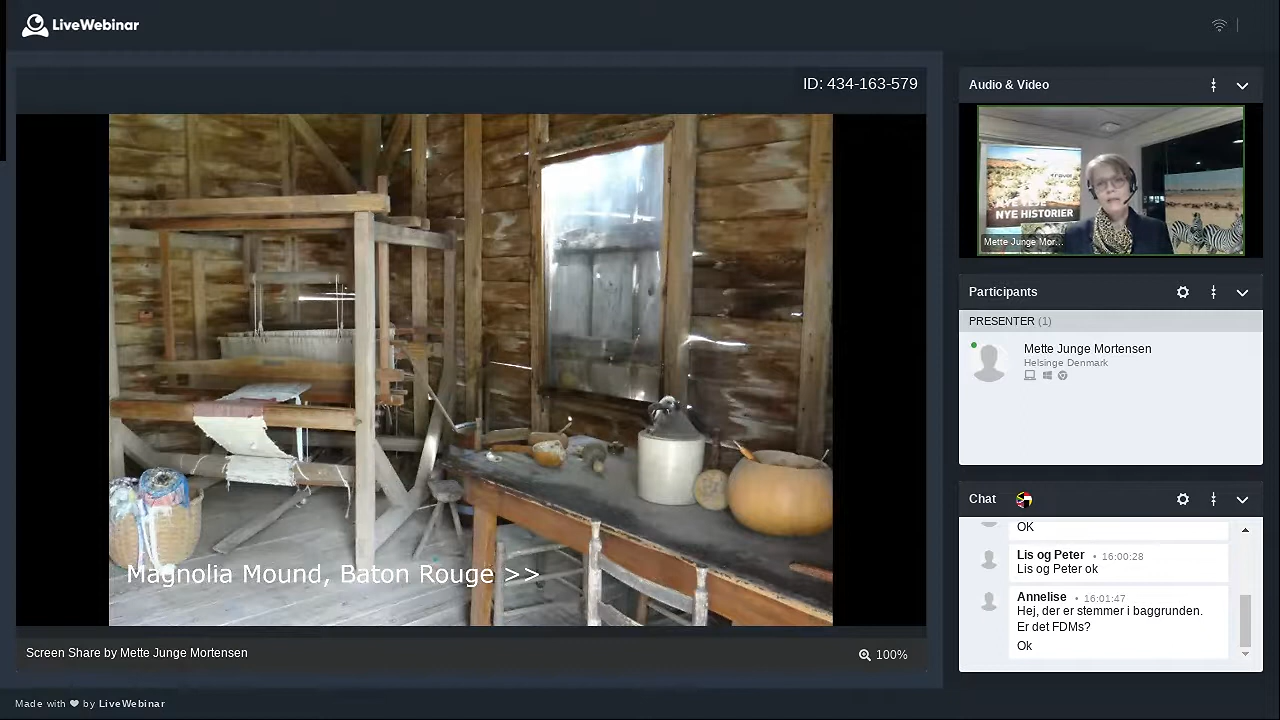 LiveWebinar
ID: 434-163-579
Magnolia Mound, Baton Rouge >>
Screen Share by Mette Junge Mortensen
100%
Made with by LiveWebinar
Audio & Video
NYE HISTORIER
Mette Junge Mor...
Participants
PRESENTER (1)
Mette Junge Mortensen
Helsinge Denmark
Chat
OK
Lis og Peter • 16:00:28
Lis og Peter ok
Annelise • 16:01:47
Hej, der er stemmer i baggrunden.
Er det FDMs?
Ok